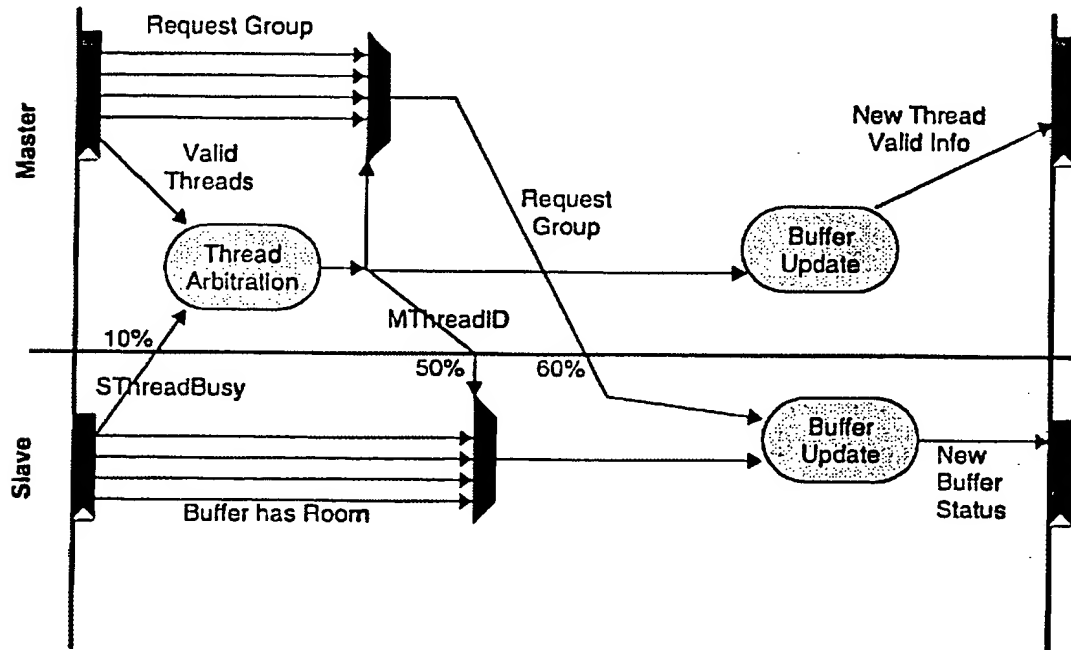 Request Group
Master
Valid
Threads
Thread
Arbitration
Request
Group
New Thread
Valid Info
Buffer
Update
MThreadID
10%
50%
60%
SThreadBusy
Slave
Buffer has Room
Buffer
Update
New
Buffer
Status